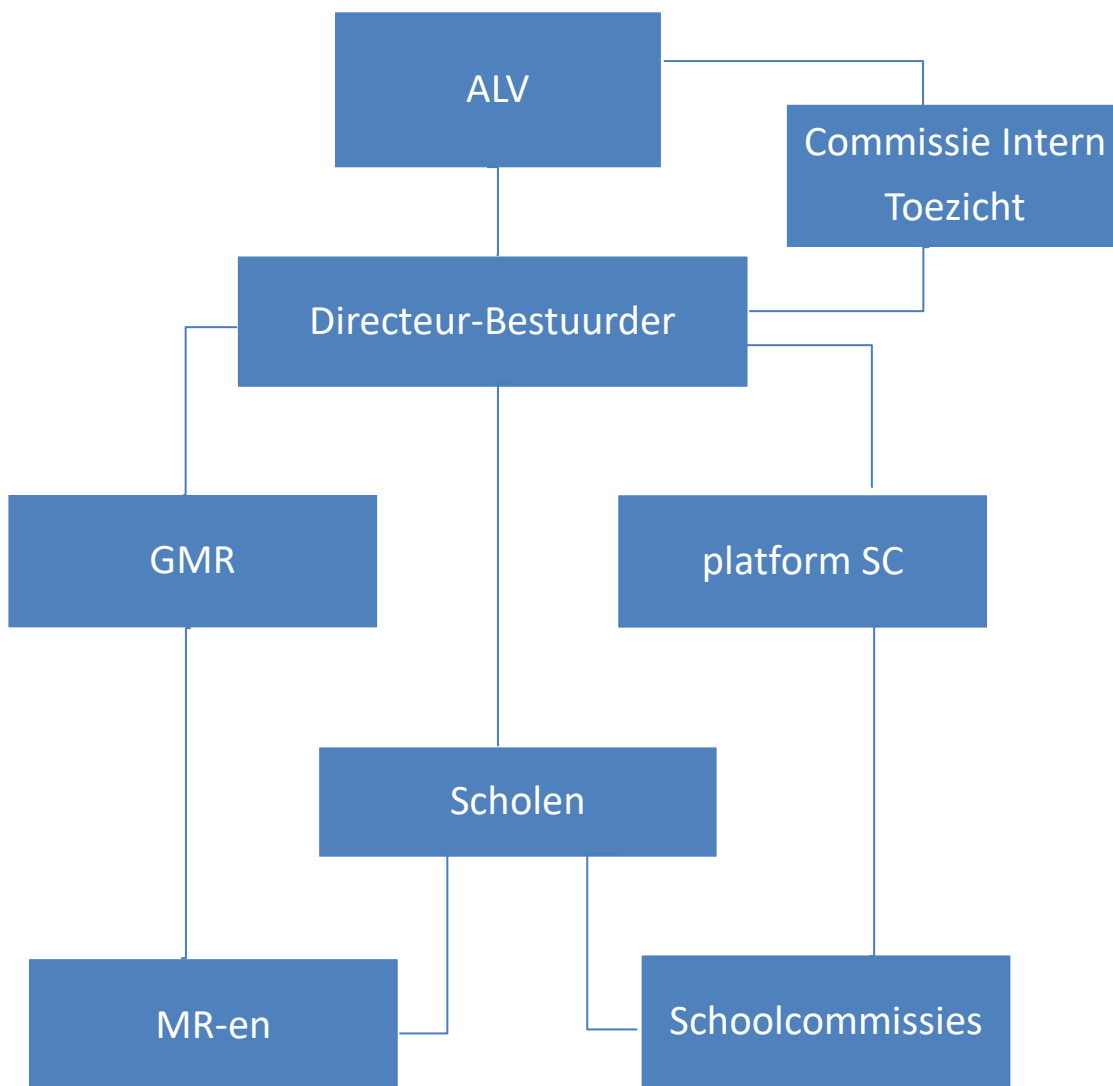 ALV
Commissie Intern
Toezicht
Directeur-Bestuurder
GMR
platform SC
Scholen
MR-en
Schoolcommissies